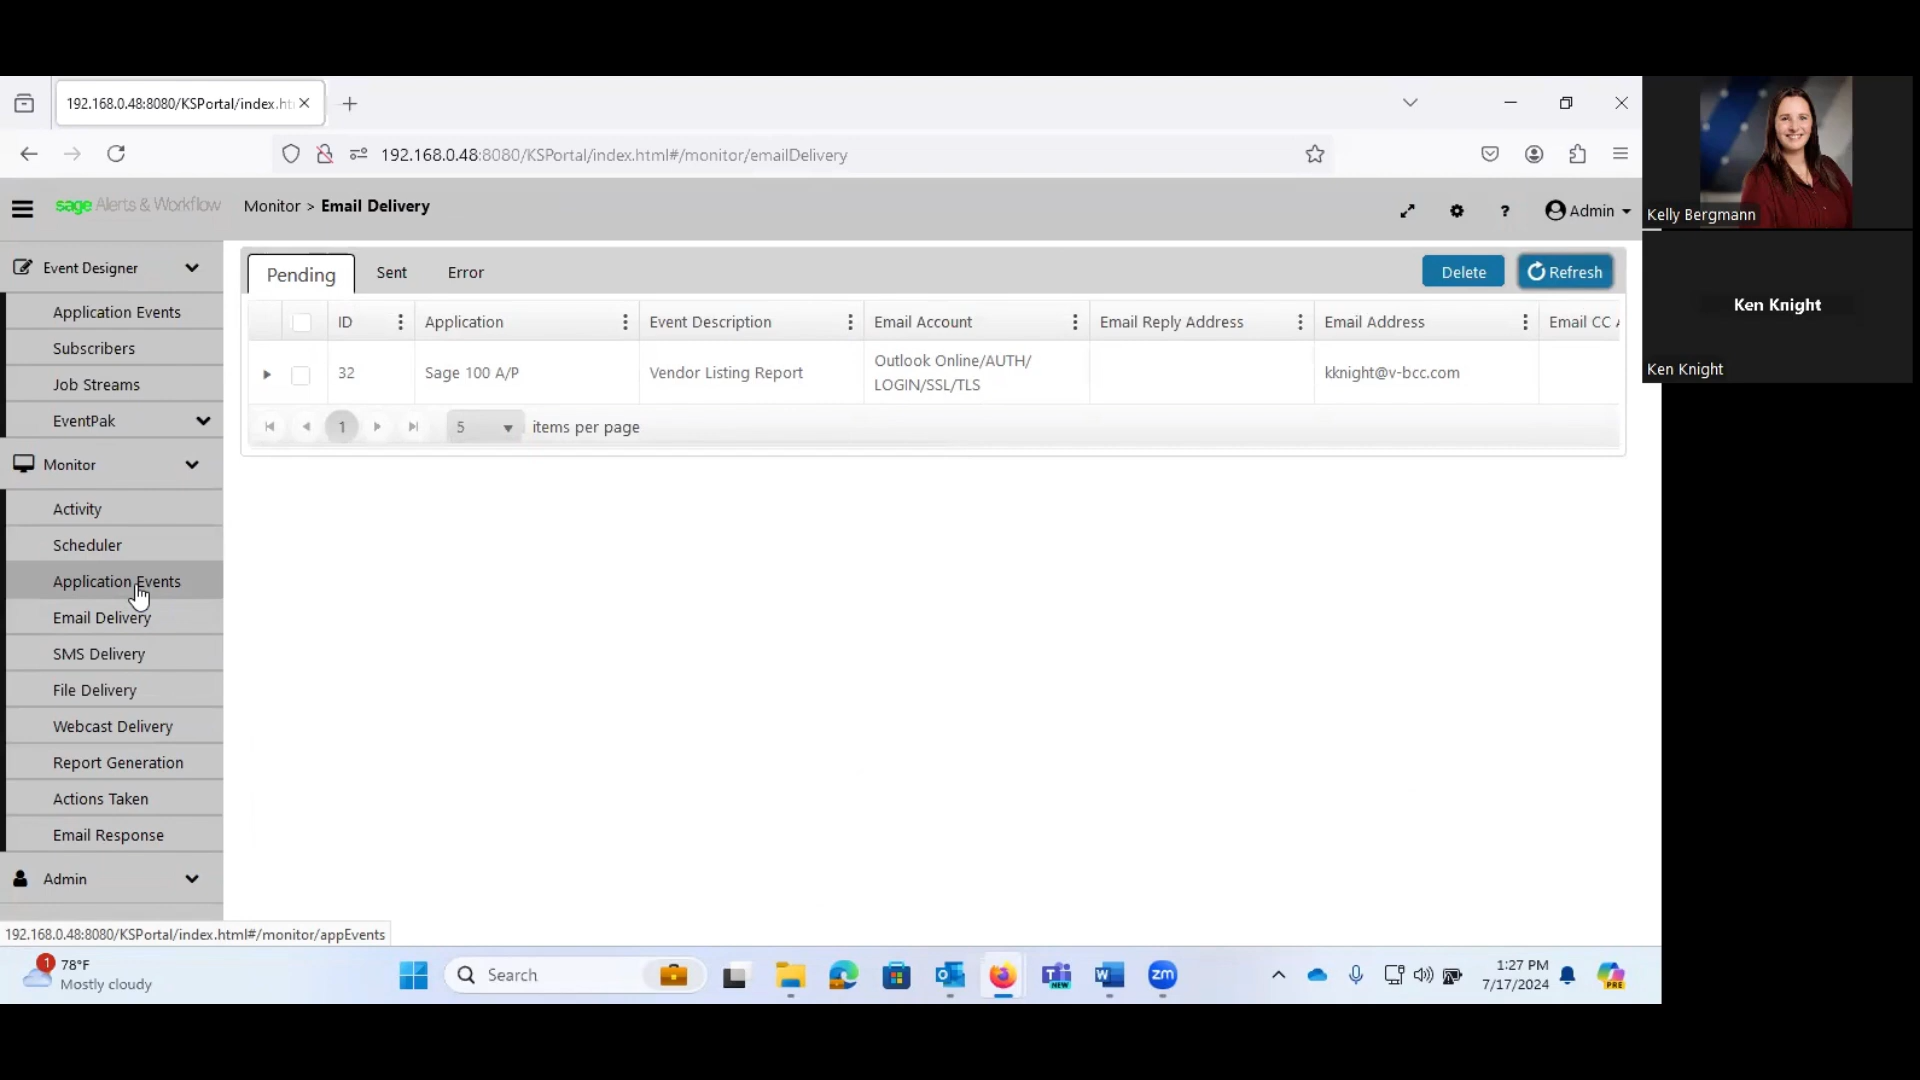 192.168.0.48:8080/KSPortal/index.ht
192.168.0.48:8080/KSPortal/index.html#/monitor/emailDelivery
sage Alerts & Workflow
Monitor > Email Delivery
?
Admin
Kelly Bergmann
Ken Knight
Ken Knight
Event Designer
Application Events
Subscribers
Job Streams
EventPak
Monitor
Activity
Scheduler
Application Events
Email Delivery
SMS Delivery
File Delivery
Webcast Delivery
Report Generation
Actions Taken
Email Response
Admin
Pending Sent Error Delete Refresh
ID Application Event Description Email Account Email Reply Address Email Address Email CC
32 Sage 100 A/P Vendor Listing Report Outlook Online/AUTH/ kknight@v-bcc.com
LOGIN/SSL/TLS
1 5 items per page
192.168.0.48:8080/KSPortal/index.html#/monitor/appEvents
1
78°F
Mostly cloudy
Search
NEW
zm
1:27 PM
7/17/2024
PRE